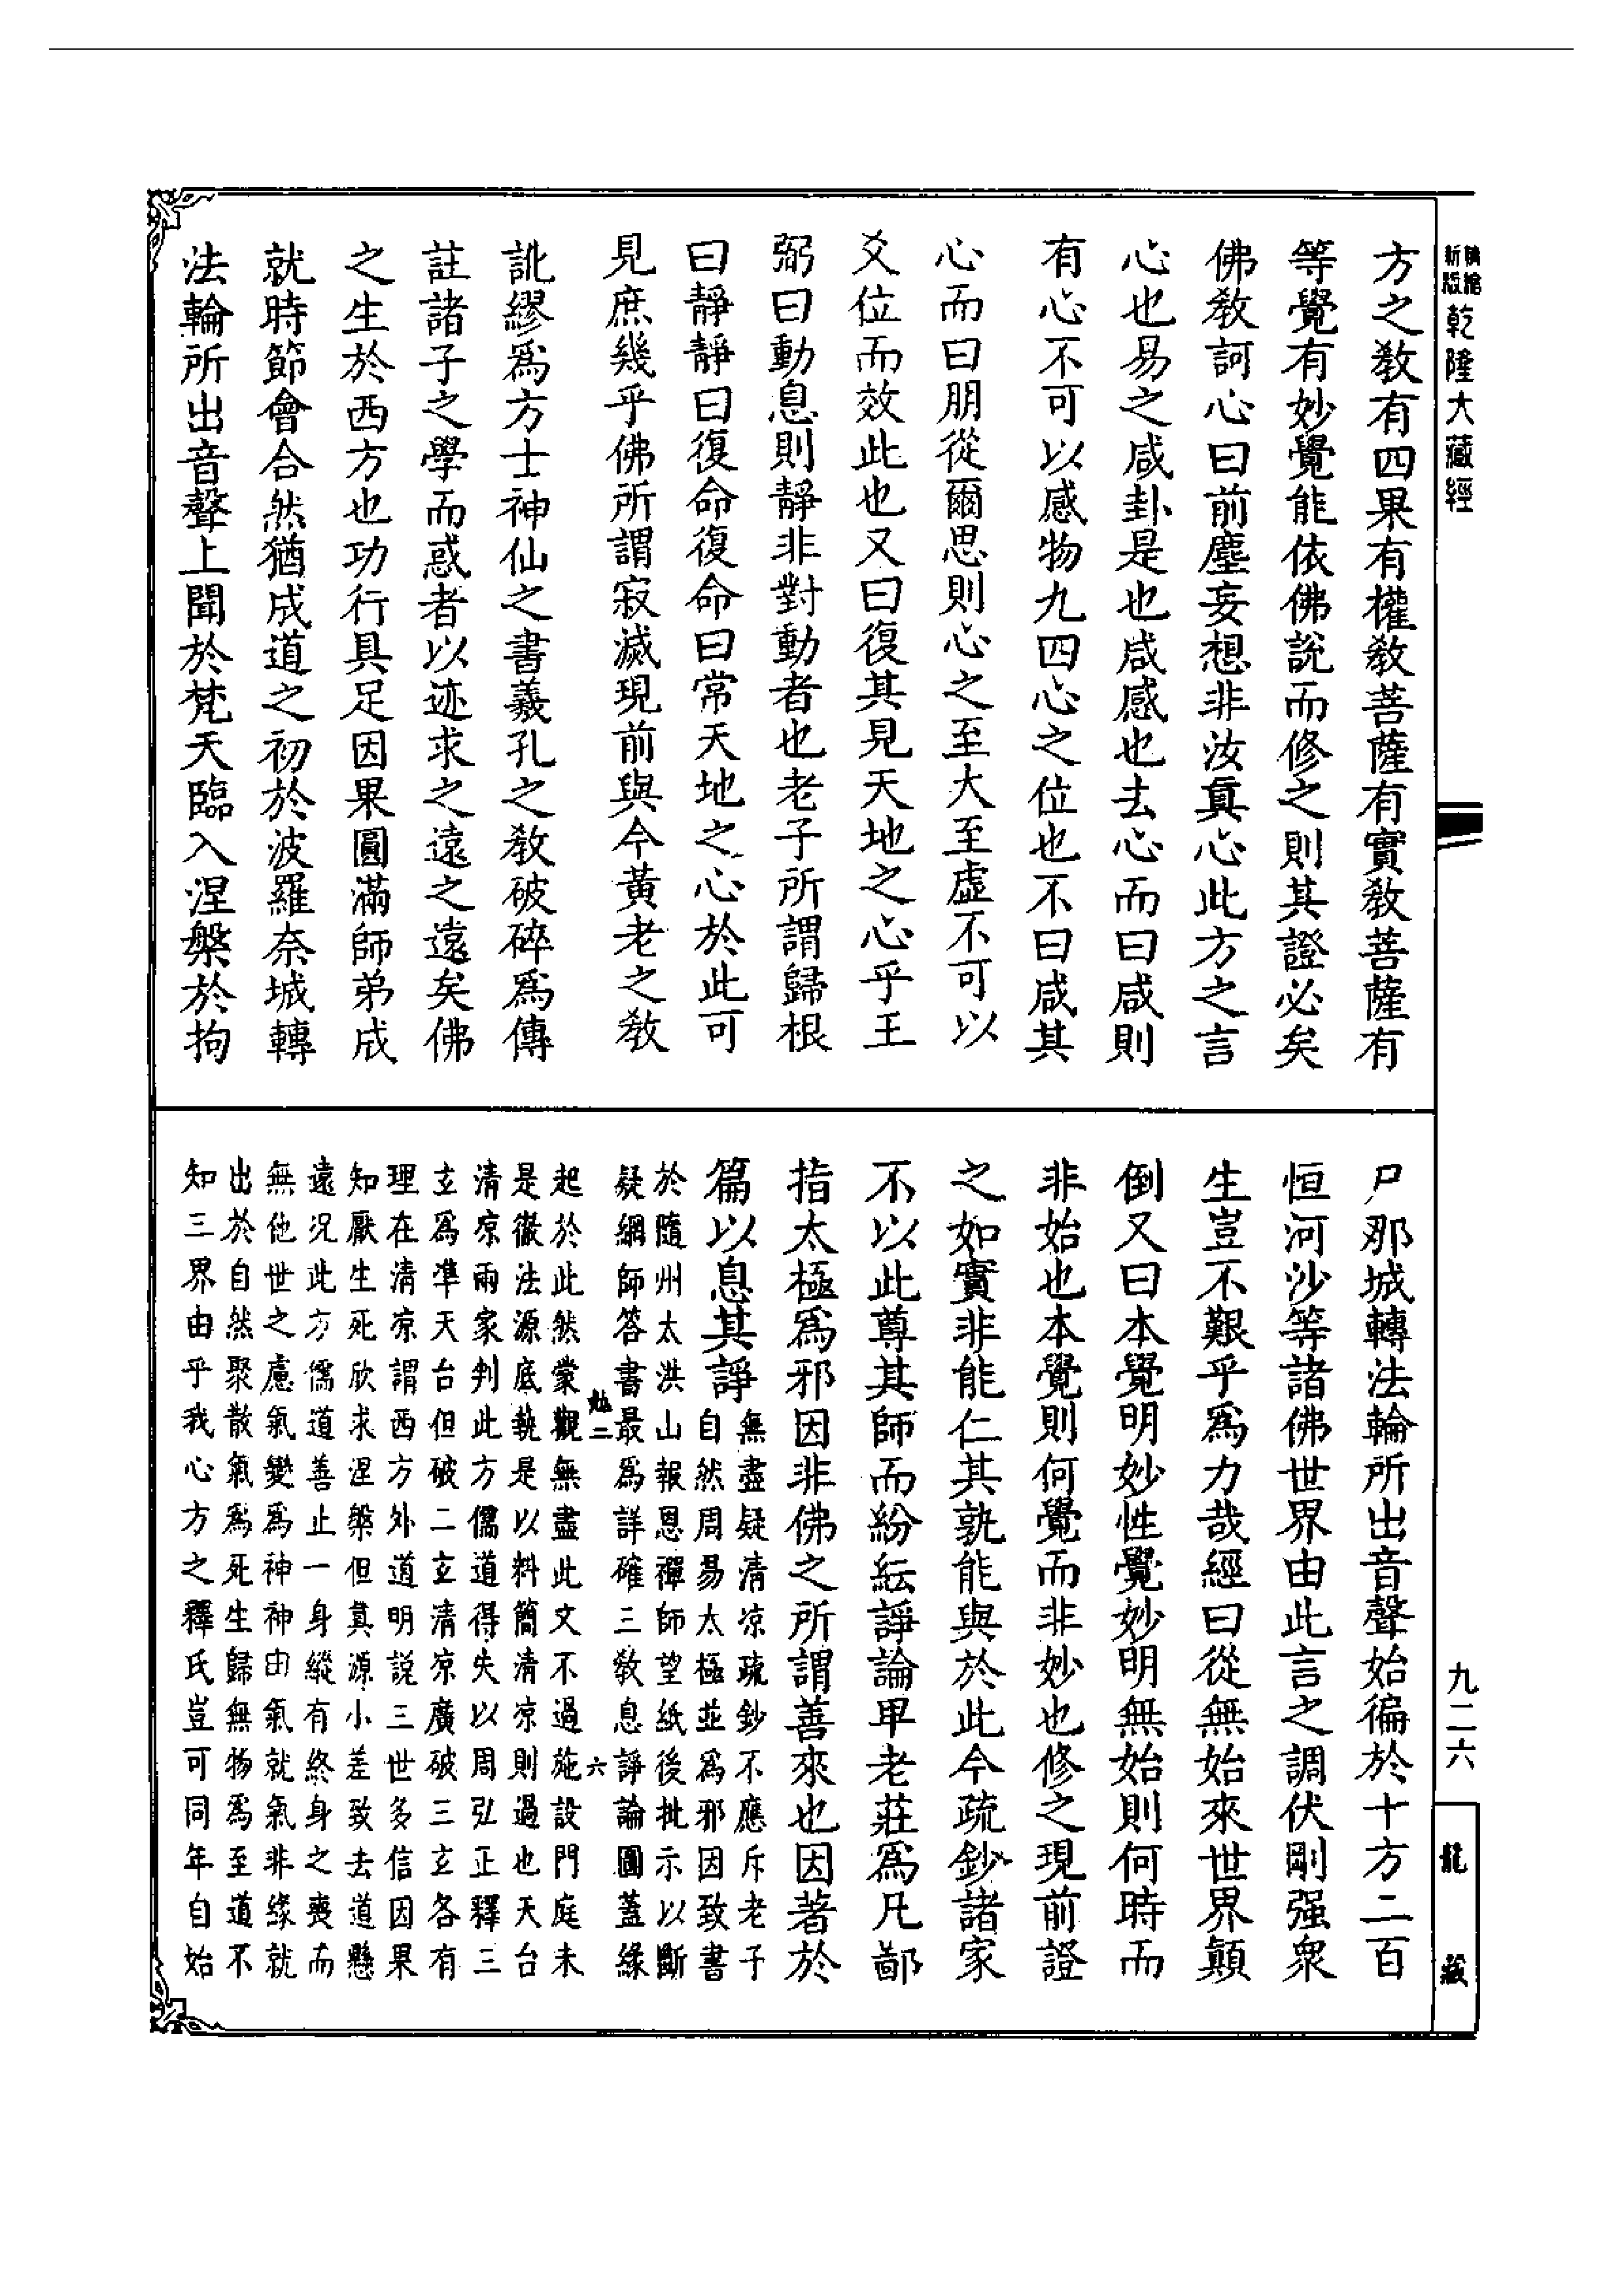 新版
乾隆大藏經
方之敎有四果有權敎菩薩有實敎菩薩有
等覺有妙覺能依佛說而修之則其證必矣
佛敎訶心曰前塵妄想非汝眞心此方之言
心也易之咸卦是也咸感也去心而曰咸則
有心不可以感物九四心之位也不曰咸其
心而曰朋從爾思則心之至大至虛不可以
爻位而效此也又曰復其見天地之心乎王
弼曰動息則靜非對動者也老子所謂歸根
曰靜靜曰復命復命曰常天地之心於此可
見庶幾乎佛所謂寂滅現前與今黃老之敎
訛繆爲方士神仙之書羲孔之敎破碎爲傳
註諸子之學而惑者以迹求之遠之遠矣佛
之生於西方也功行具足因果圓滿師弟成
就時節會合然猶成道之初於波羅奈城轉
法輪所出音聲上聞於梵天臨入涅槃於拘
尸那城轉法輪所出音聲始徧於十方二百
恒河沙等諸佛世界由此言之調伏剛强衆
生豈不艱乎爲力哉經曰從無始來世界顚
倒又曰本覺明妙性覺妙明無始則何時而
非始也本覺則何覺而非妙也修之現前證
之如實非能仁其孰能與於此今疏鈔諸家
不以此尊其師而紛紜諍論卑老莊爲凡鄙
指太極爲邪因非佛之所謂善來也因著於
篇以息其諍
無盡疑清凉疏鈔不應斥老子
自然周易太極並爲邪因致書
於隨州太洪山報恩禪師望紙後批示以斷
疑網師答書最爲詳確三敎息諍論圓蓋緣
二
六
起於此然蒙觀無盡此文不過施設門庭未
是徹法源底執是以料簡清凉則過也天台
清凉兩家判此方儒道得失以周弘正釋三
玄爲準天台但破二玄清凉廣破三玄各有
理在清凉謂西方外道明說三世多信因果
知厭生死欣求涅槃但眞源小差致去道懸
遠况此方儒道善止一身縱有終身之喪而
無他世之慮氣變爲神神由氣就氣非緣就
出於自然聚散氣爲死生歸無物爲至道不
知三界由乎我心方之釋氏豈可同年自始
九二六
龍藏